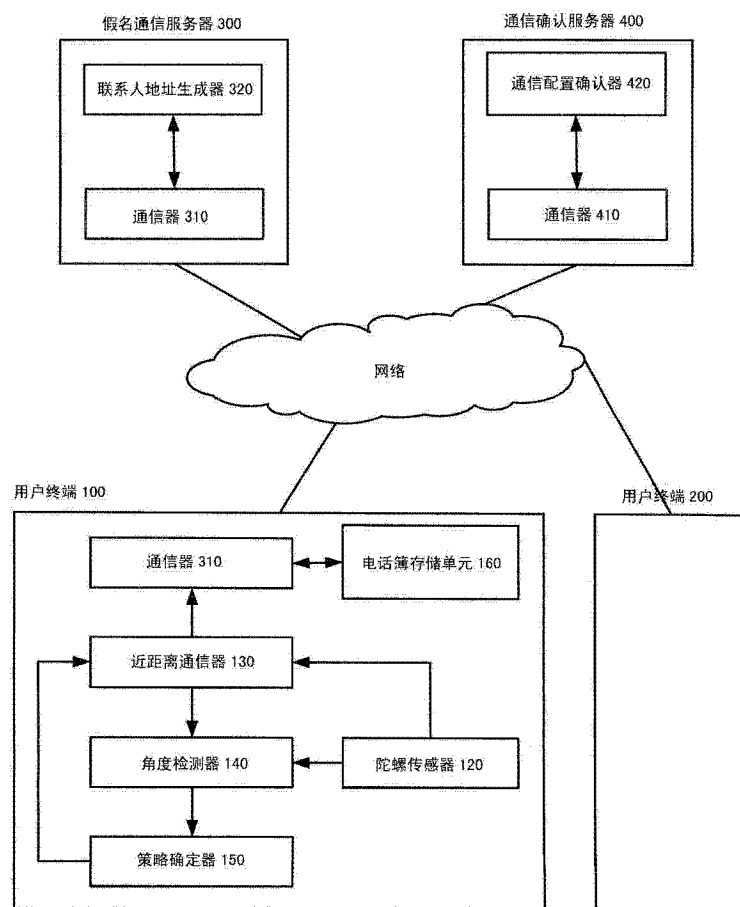 假名通信服务器 300
通信确认服务器 400
联系人地址生成器 320
通信配置确认器 420
通信器 310
通信器 410
网络
用户终端 100
用户终端 200
通信器 310
电话簿存储单元 160
近距离通信器 130
角度检测器 140
陀螺传感器 120
策略确定器 150